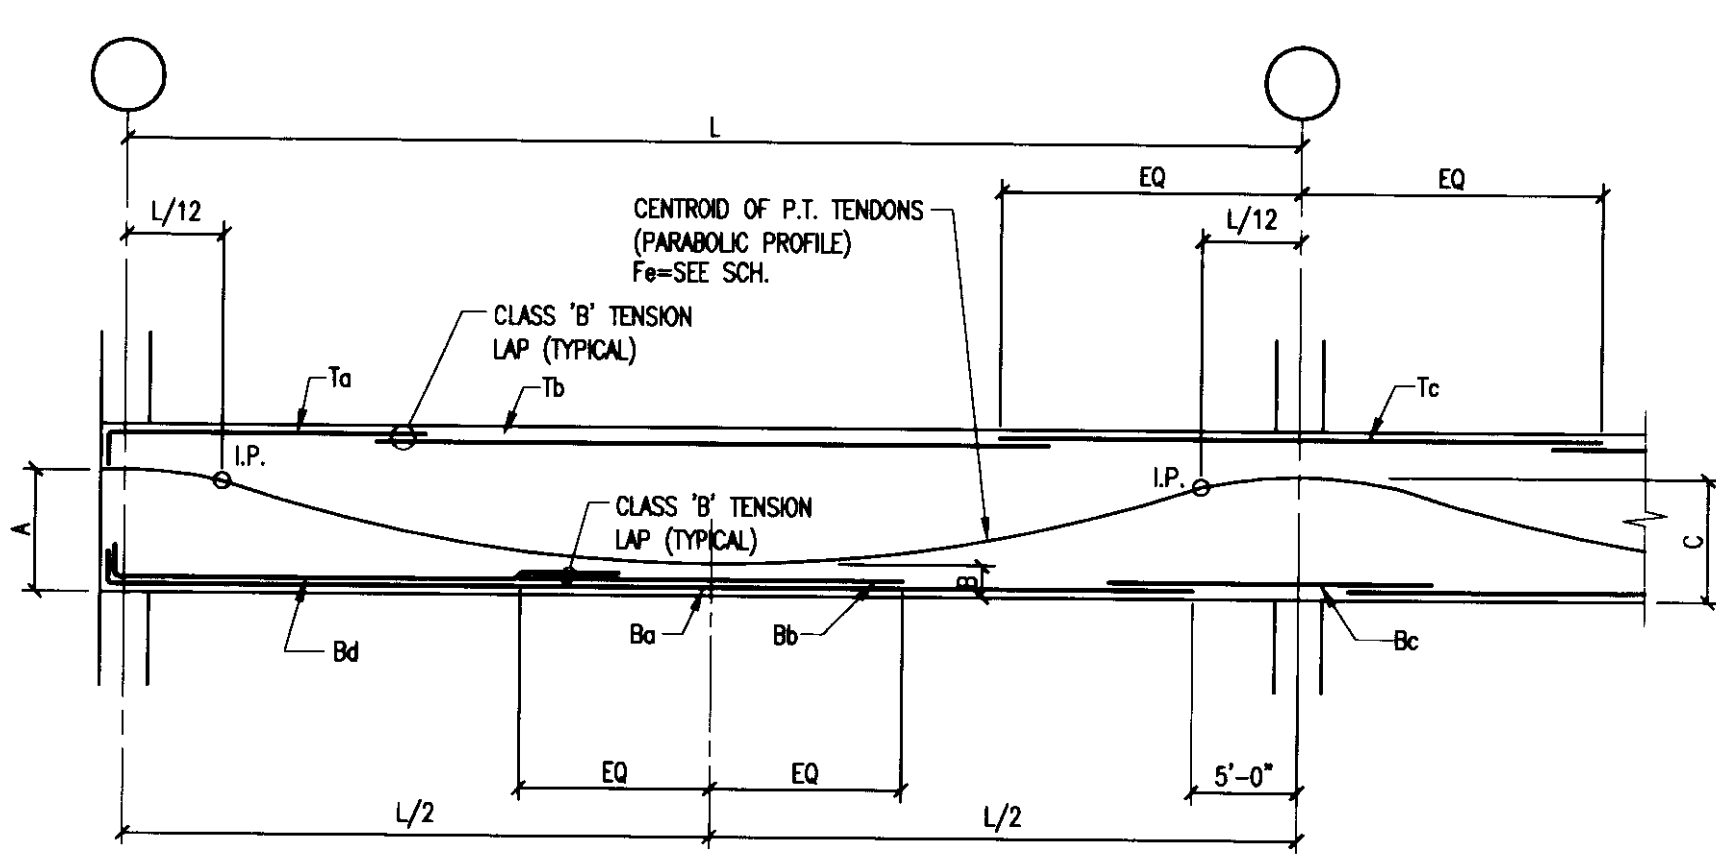 L
EQ
EQ
L/12
L/12
CENTROID OF P.T. TENDONS
(PARABOLIC PROFILE)
Fe=SEE SCH.
CLASS 'B' TENSION
LAP (TYPICAL)
Ta
Tb
Tc
I.P.
I.P.
CLASS 'B' TENSION
LAP (TYPICAL)
A
B
C
Bd
Ba
Bb
Bc
EQ
EQ
5'-0"
L/2
L/2